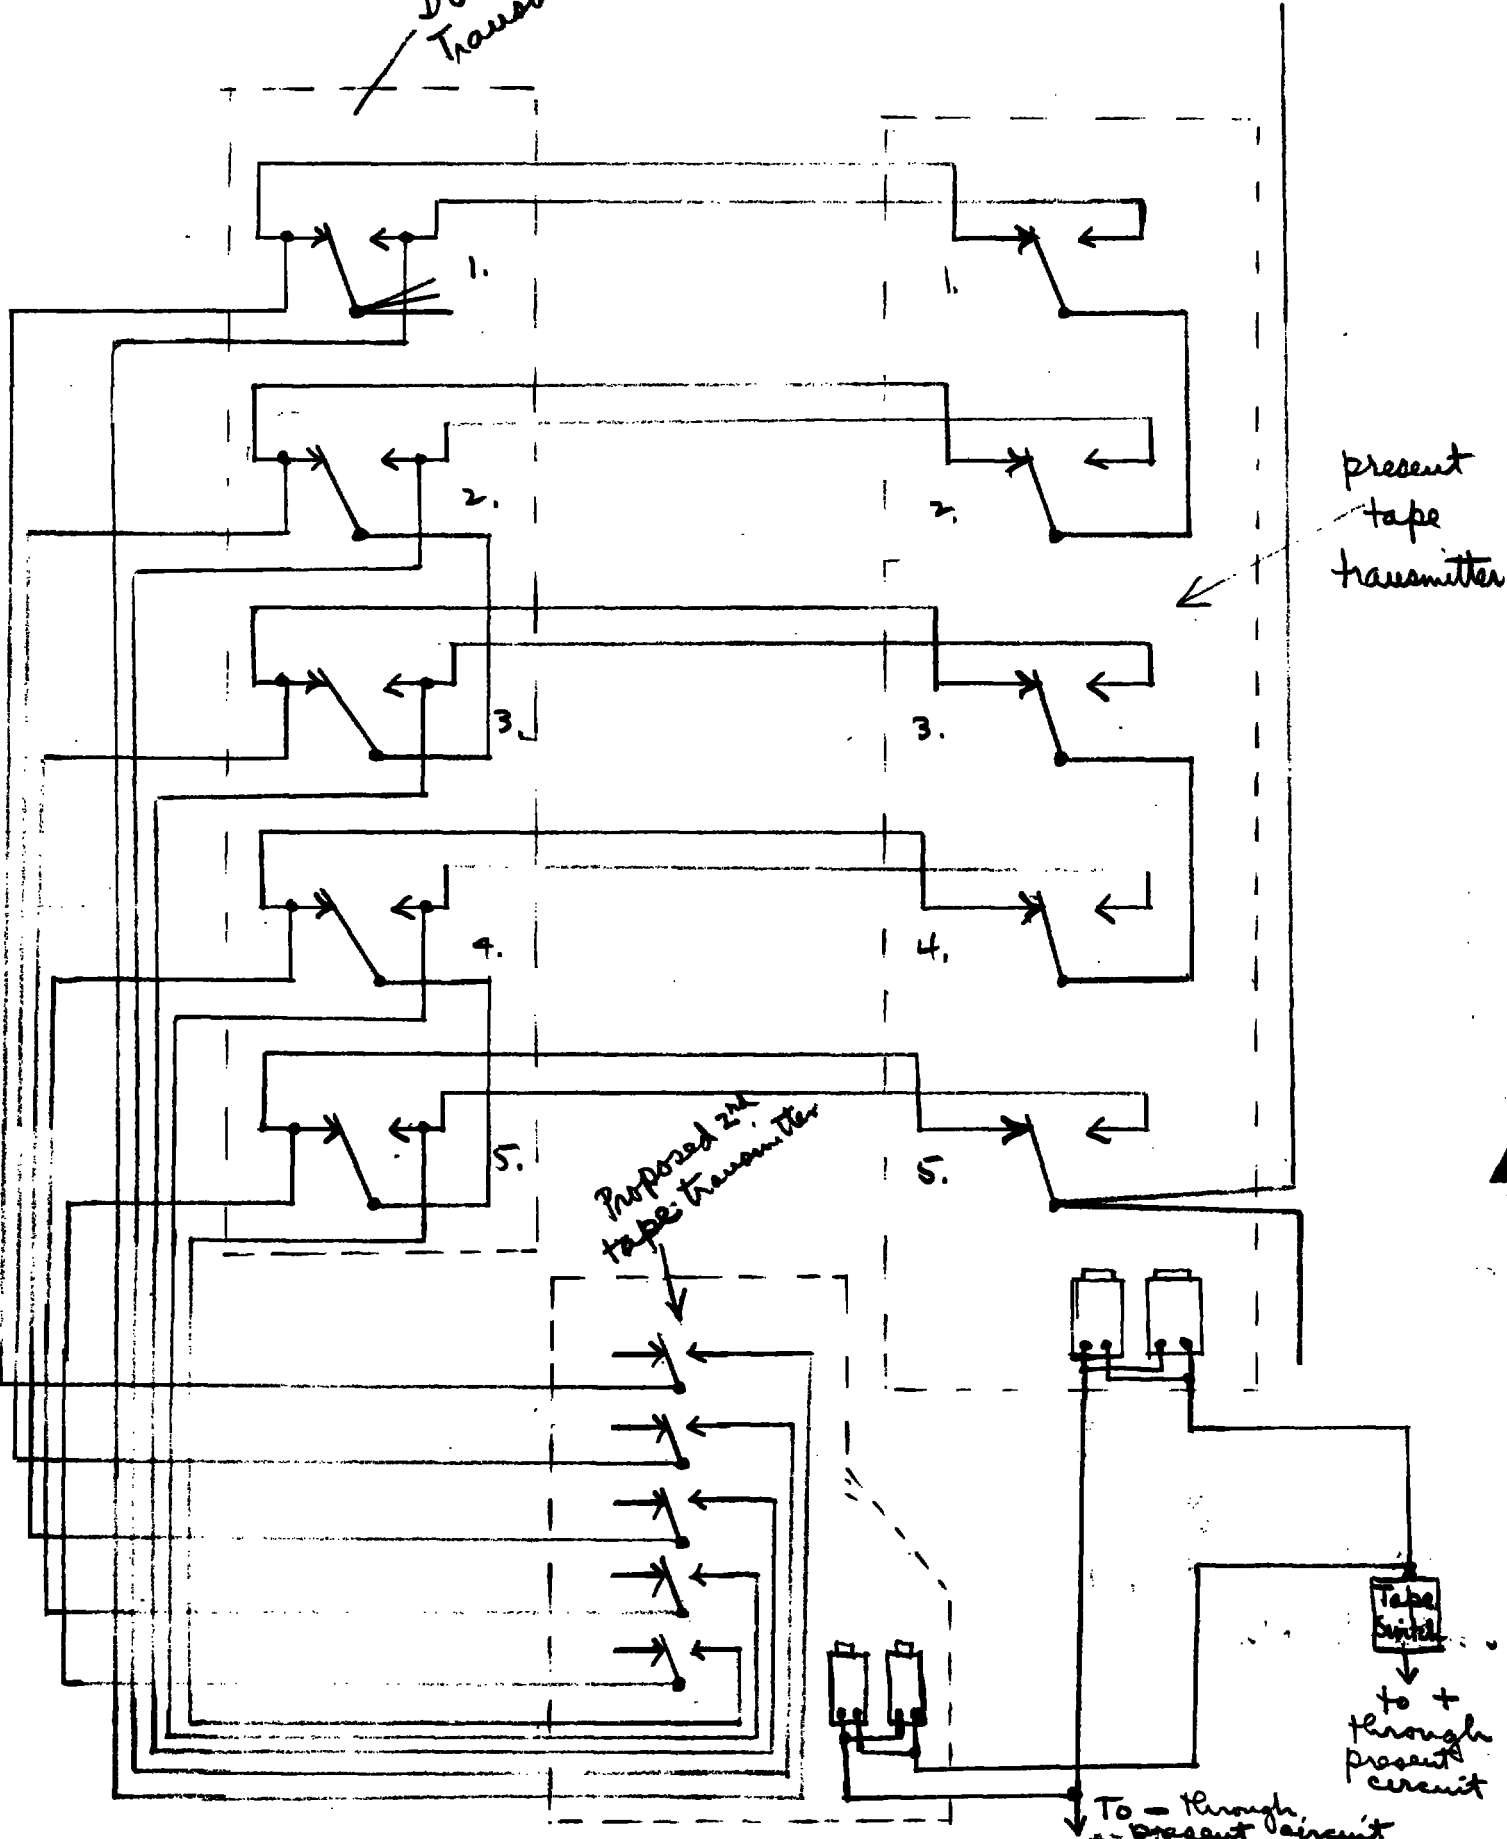 1.
1.
2.
2.
present
tape
transmitter
3.
3.
4.
4.
5.
5.
Proposed 2nd
tape transmitter
Tape
Switch
to +
through
present
circuit
To - through
present circuit